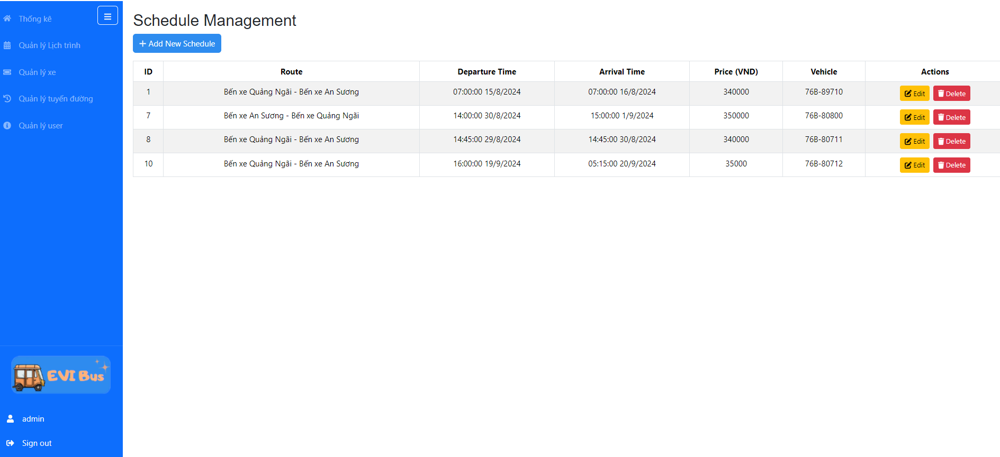 Thống kê
Quản lý Lịch trình
Quản lý xe
Quản lý tuyến đường
Quản lý user
EVI Bus
admin
Sign out
Schedule Management
+ Add New Schedule
ID Route Departure Time Arrival Time Price (VND) Vehicle Actions
1 Bến xe Quảng Ngãi - Bến xe An Sương 07:00:00 15/8/2024 07:00:00 16/8/2024 340000 76B-89710 Edit Delete
7 Bến xe An Sương - Bến xe Quảng Ngãi 14:00:00 30/8/2024 15:00:00 1/9/2024 350000 76B-80800 Edit Delete
8 Bến xe Quảng Ngãi - Bến xe An Sương 14:45:00 29/8/2024 14:45:00 30/8/2024 340000 76B-80711 Edit Delete
10 Bến xe Quảng Ngãi - Bến xe An Sương 16:00:00 19/9/2024 05:15:00 20/9/2024 35000 76B-80712 Edit Delete